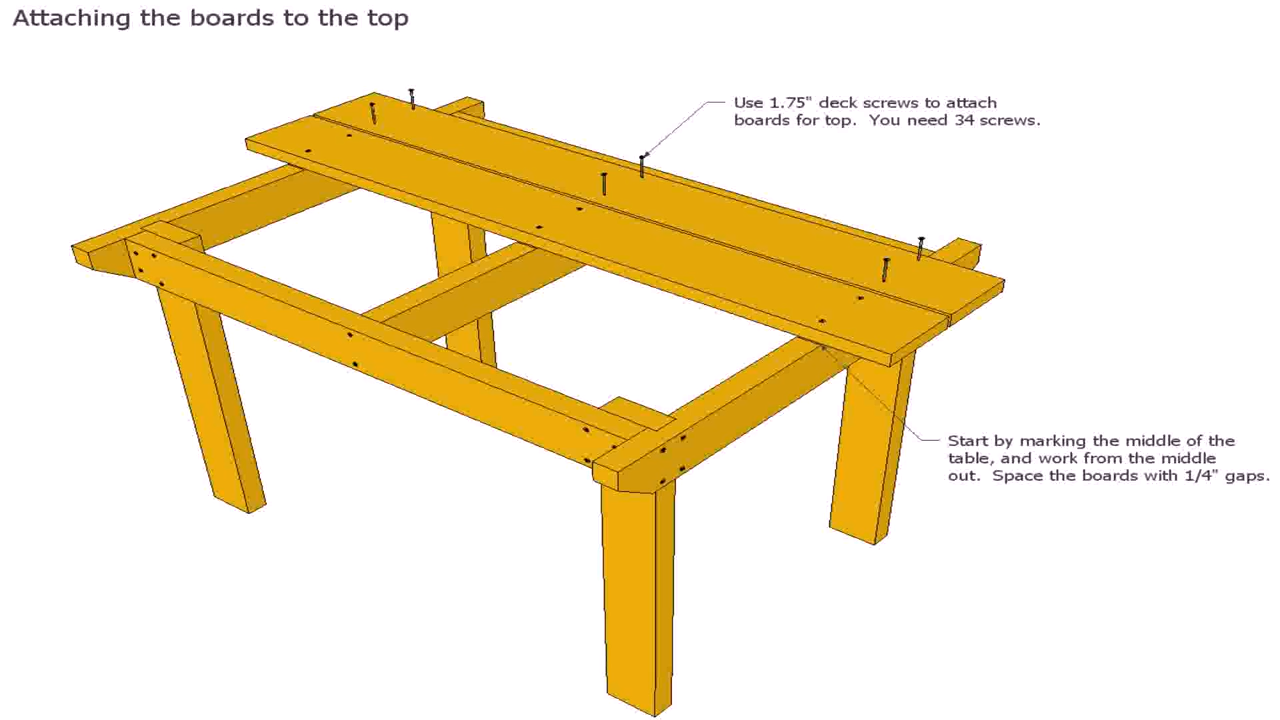 Attaching the boards to the top
Use 1.75" deck screws to attach
boards for top.  You need 34 screws.
Start by marking the middle of the
table, and work from the middle
out.  Space the boards with 1/4" gaps.